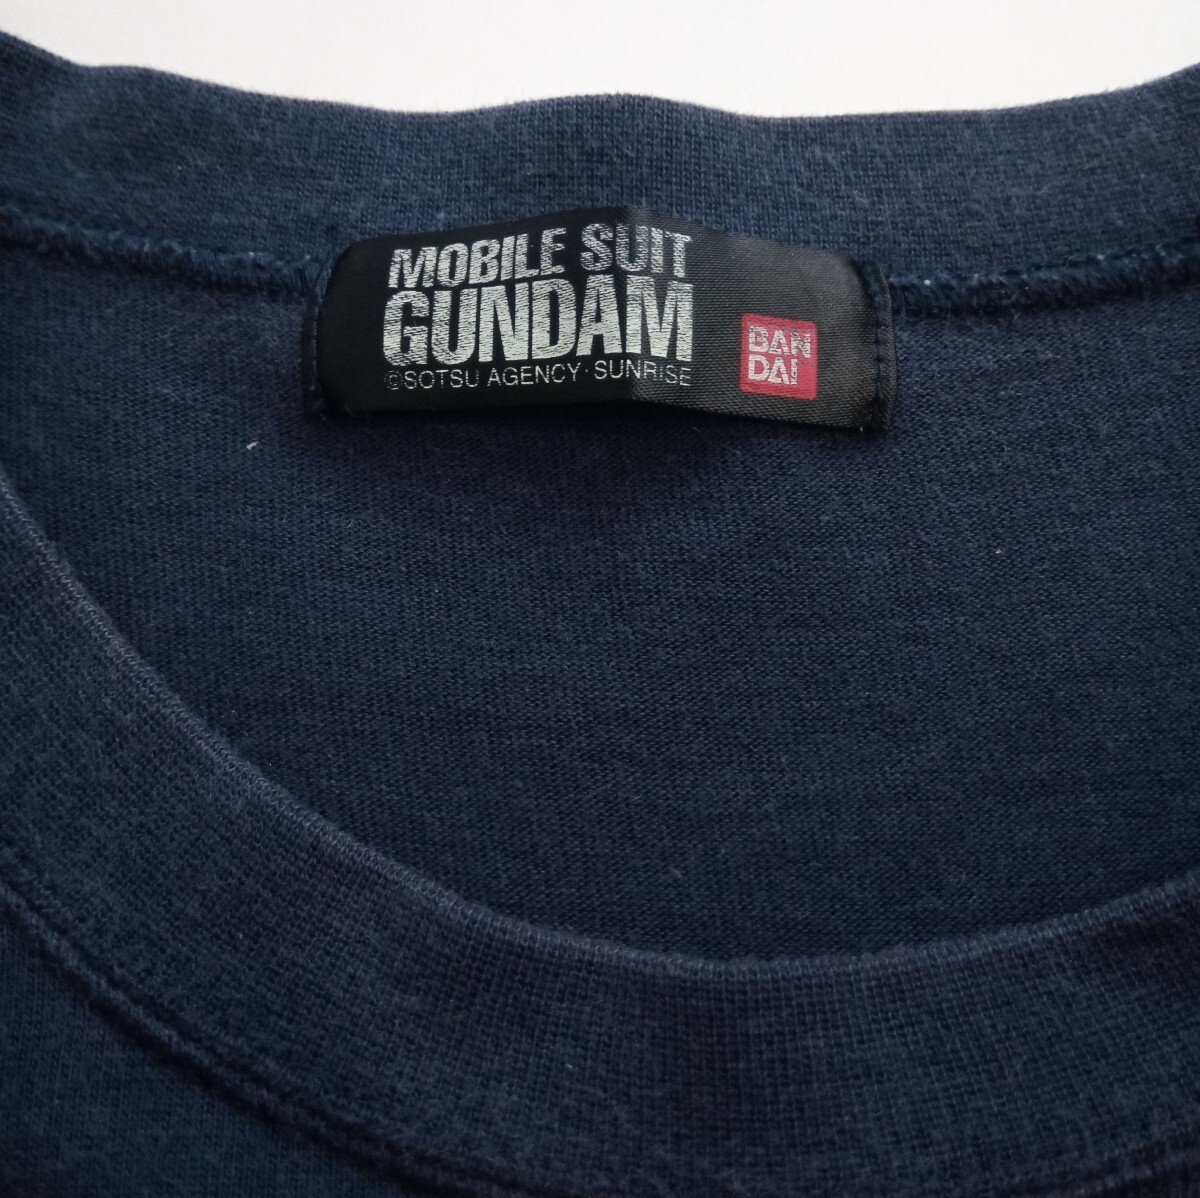 MOBILE SUIT
GUNDAM
©SOTSU AGENCY·SUNRISE
BAN
DAI